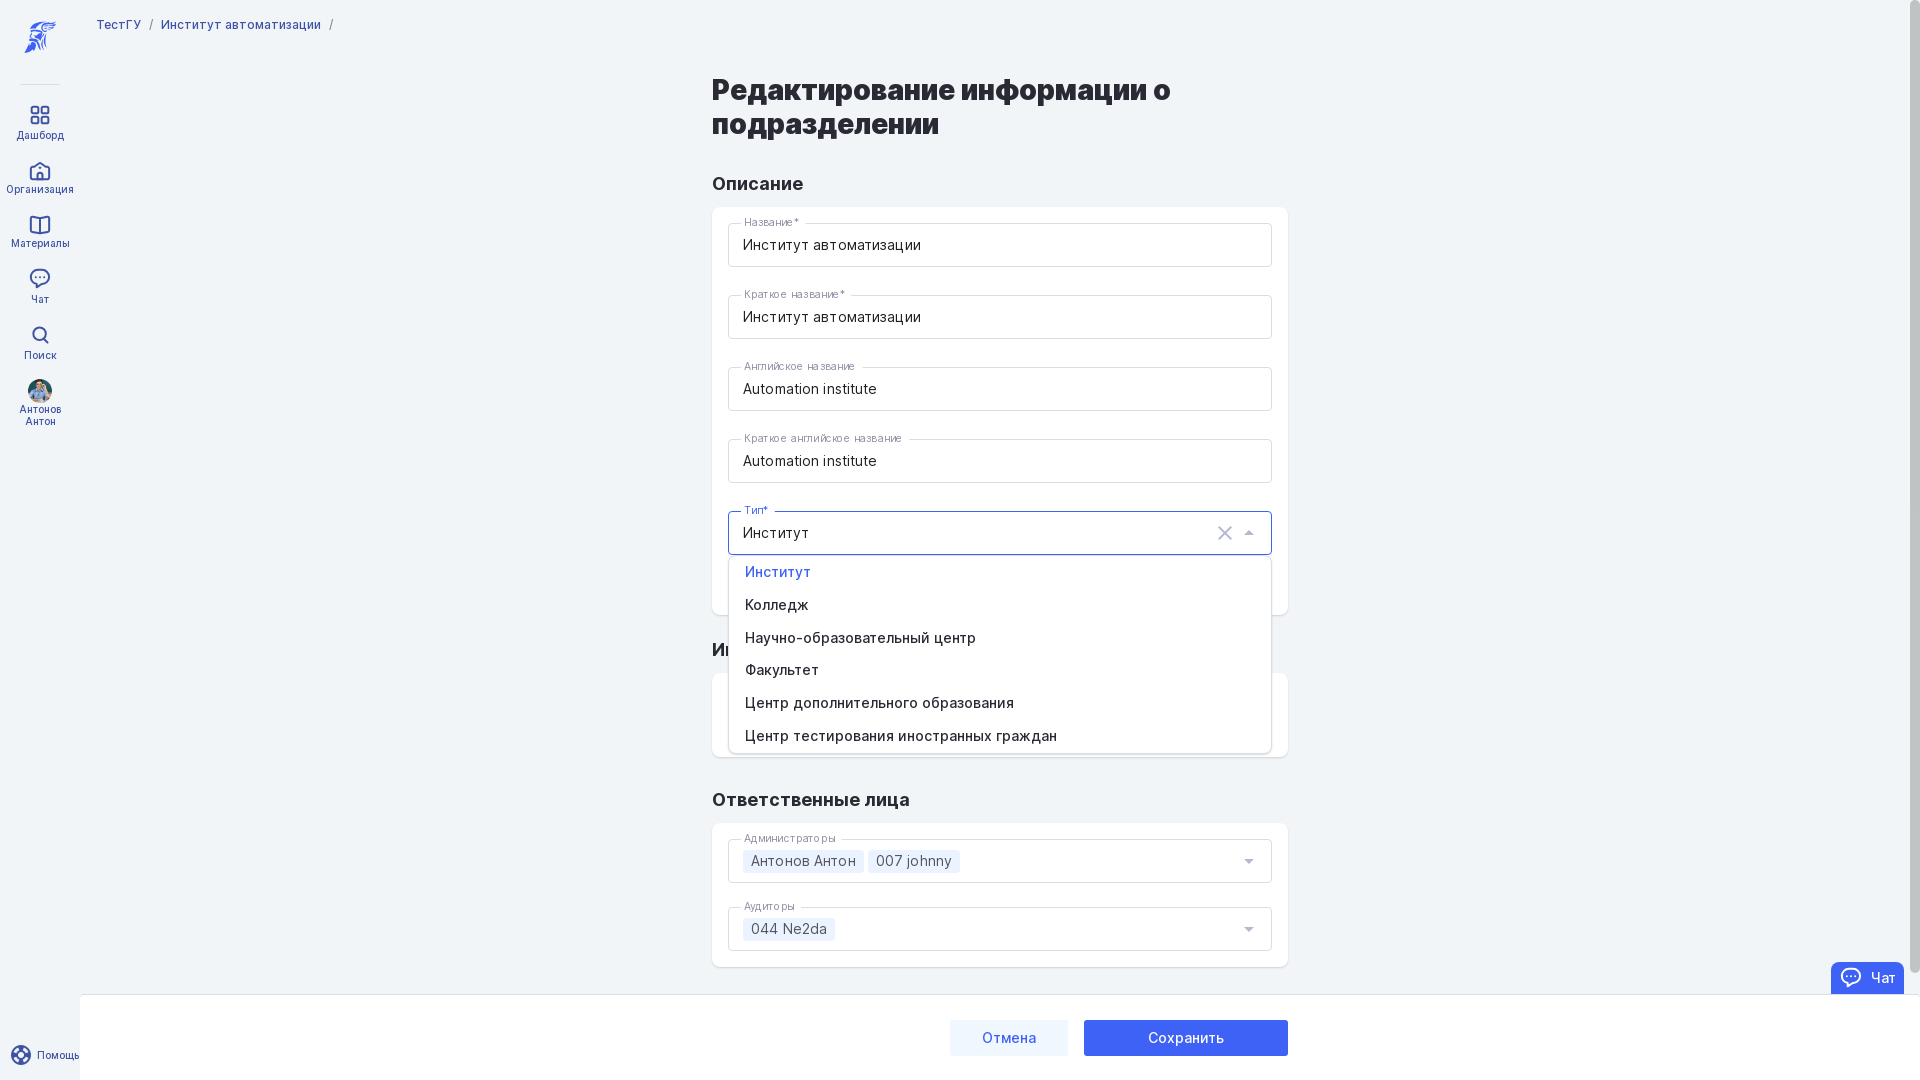 ТестГУ / Институт автоматизации /
Дашборд
Организация
Материалы
Чат
Поиск
Антонов
Антон
Помощь
Редактирование информации о
подразделении
Описание
Название*
Институт автоматизации
Краткое название*
Институт автоматизации
Английское название
Automation institute
Краткое английское название
Automation institute
Тип*
Институт
Институт
Колледж
Научно-образовательный центр
Факультет
Центр дополнительного образования
Центр тестирования иностранных граждан
Ответственные лица
Администраторы
Антонов Антон 007 johnny
Аудиторы
044 Ne2da
Чат
Отмена
Сохранить